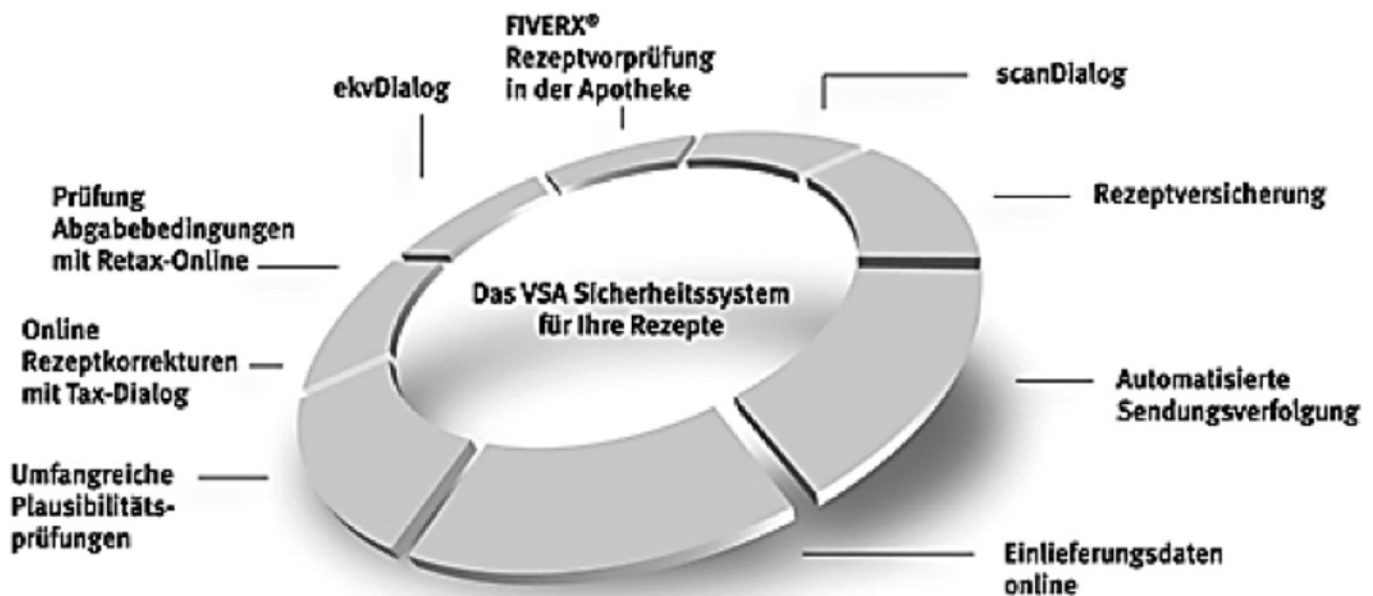 FIVERX®
Rezeptvorprüfung
in der Apotheke
scanDialog
Rezeptversicherung
Automatisierte
Sendungsverfolgung
Einlieferungsdaten
online
Umfangreiche
Plausibilitäts-
prüfungen
Online
Rezeptkorrekturen
mit Tax-Dialog
Prüfung
Abgabebedingungen
mit Retax-Online
ekvDialog
Das VSA Sicherheitssystem
für Ihre Rezepte